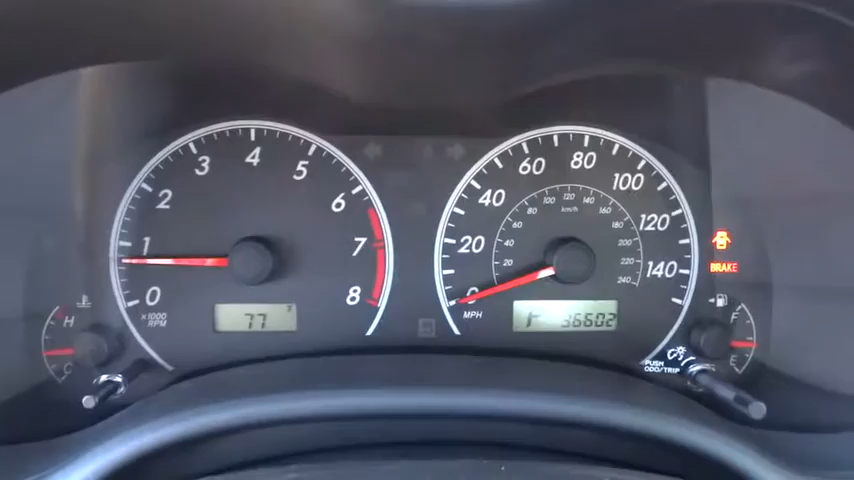 0 1 2 3 4 5 6 7 8
x1000
RPM
77
H
C
0 20 40 60 80 100 120 140
MPH
20 40 60 80 100 120 140 160 180 200 220 240
km/h
36602
BRAKE
F
E
PUSH
ODO/TRIP